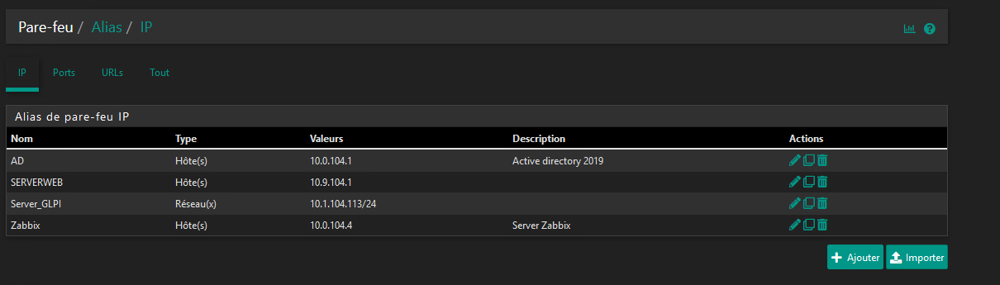 Pare-feu / Alias / IP
IP Ports URLs Tout
Alias de pare-feu IP
Nom Type Valeurs Description Actions
AD Hôte(s) 10.0.104.1 Active directory 2019
SERVERWEB Hôte(s) 10.9.104.1
Server_GLPI Réseau(x) 10.1.104.113/24
Zabbix Hôte(s) 10.0.104.4 Server Zabbix
Ajouter Importer